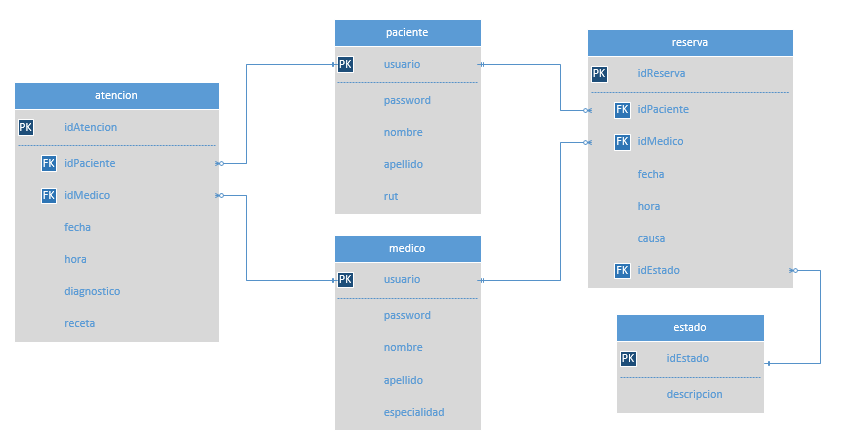 atencion
PK idAtencion
FK idPaciente
FK idMedico
fecha
hora
diagnostico
receta
paciente
PK usuario
password
nombre
apellido
rut
medico
PK usuario
password
nombre
apellido
especialidad
reserva
PK idReserva
FK idPaciente
FK idMedico
fecha
hora
causa
FK idEstado
estado
PK idEstado
descripcion